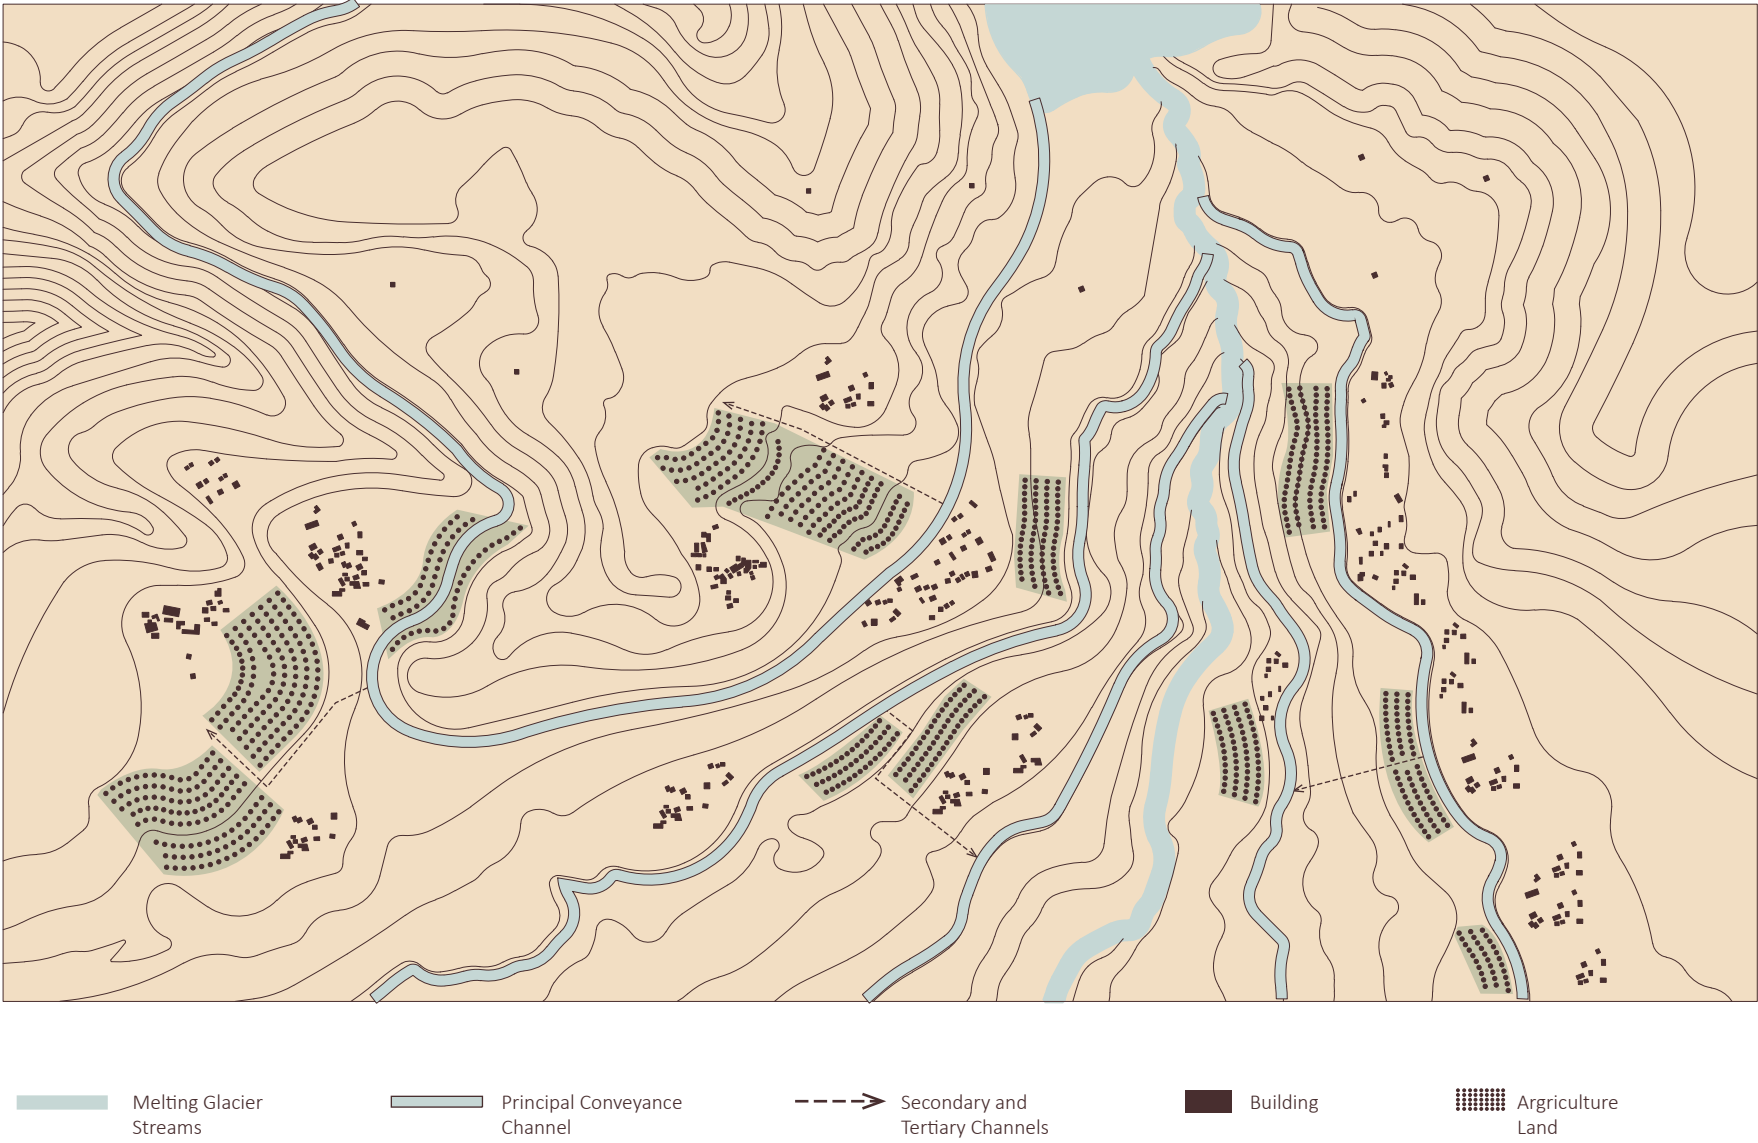 Melting Glacier
Streams
Principal Conveyance
Channel
Secondary and
Tertiary Channels
Building
Argriculture
Land